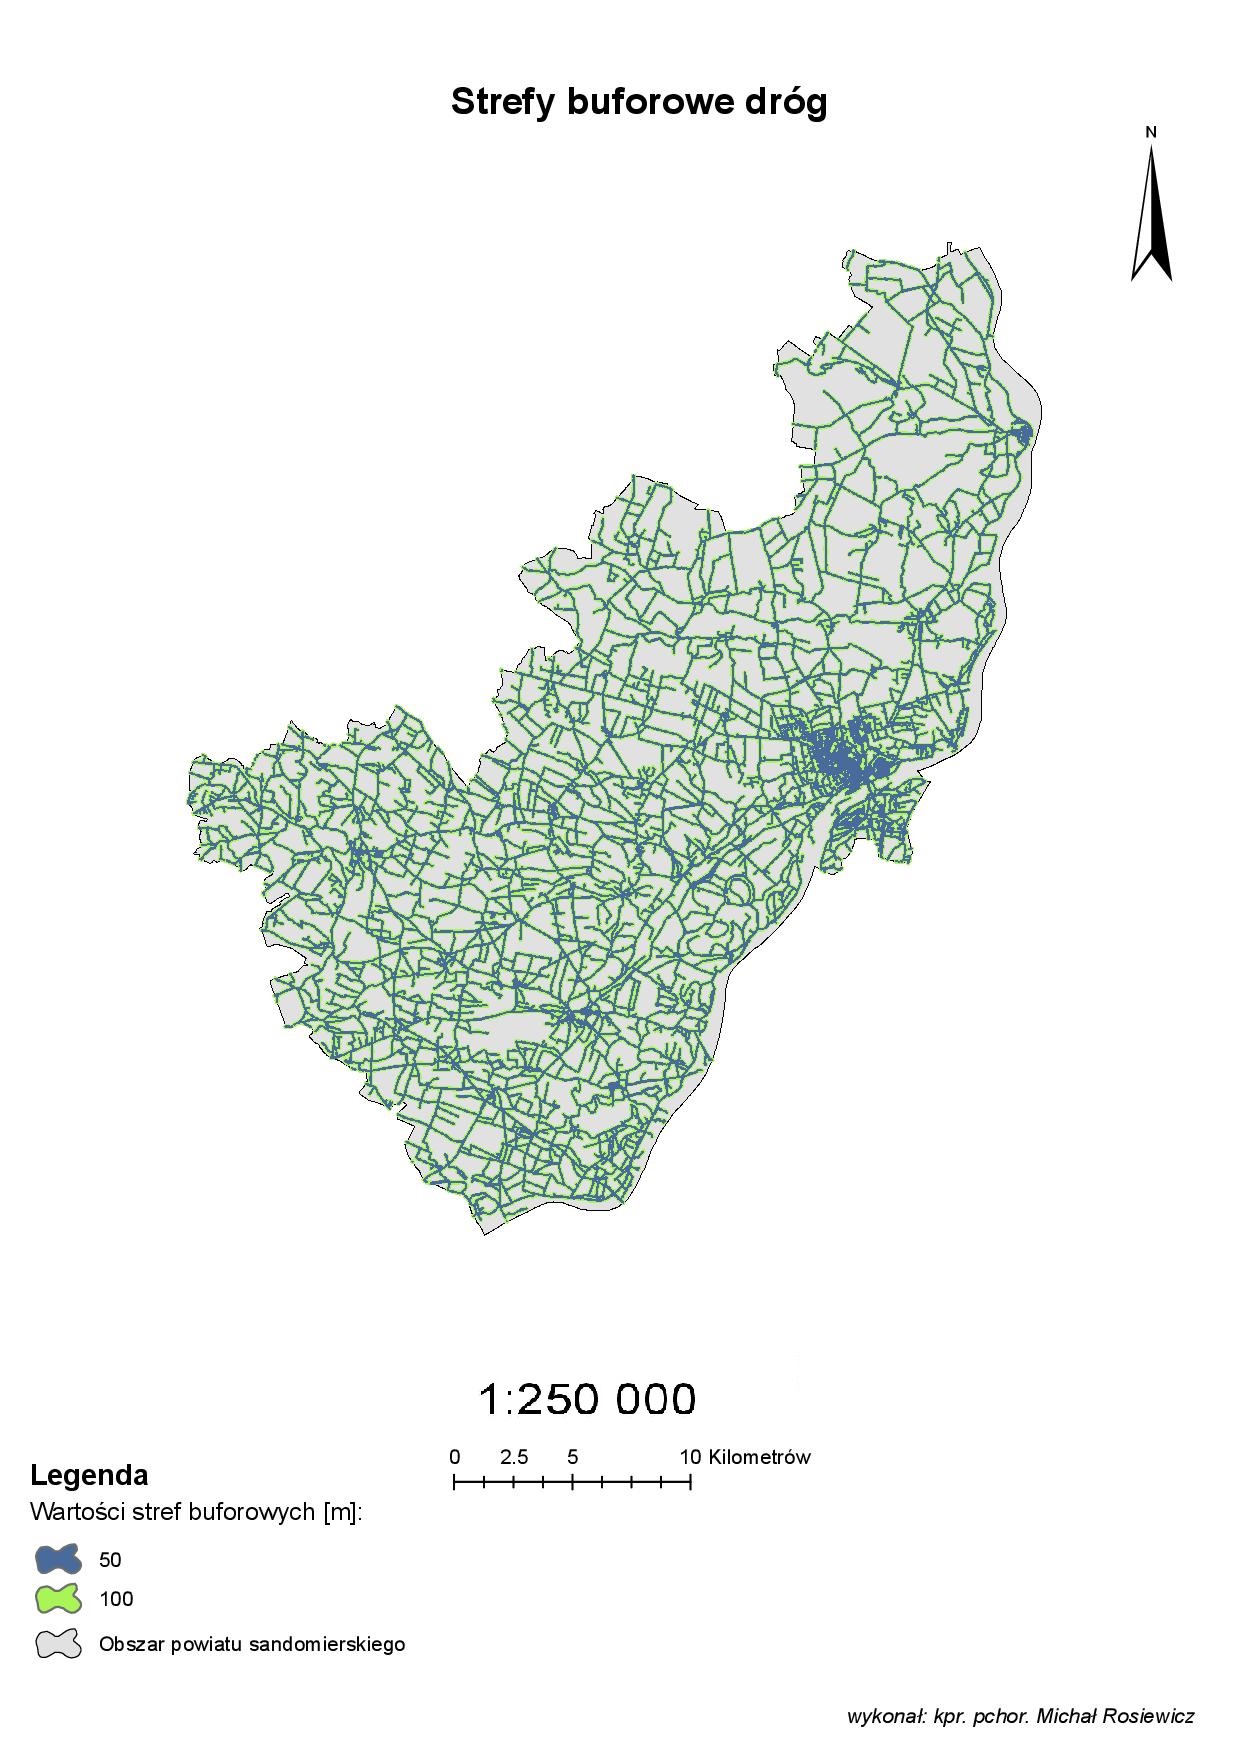 Strefy buforowe dróg
N
1:250 000
0 2.5 5 10 Kilometrów
Legenda
Wartości stref buforowych [m]:
50
100
Obszar powiatu sandomierskiego
wykonał: kpr. pchor. Michał Rosiewicz